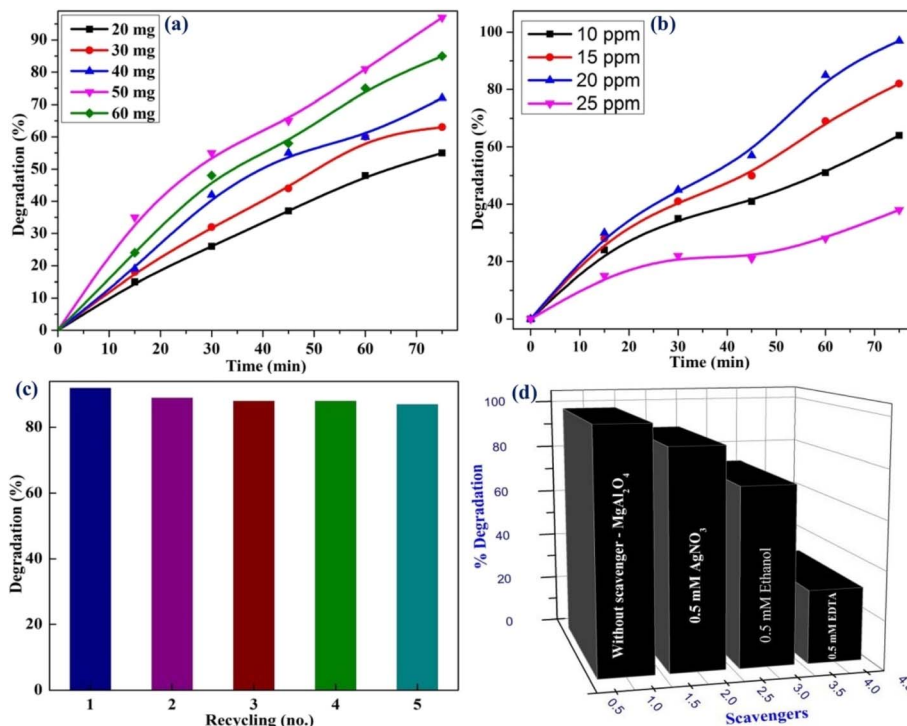 (a)
20 mg
30 mg
40 mg
50 mg
60 mg
Degradation (%)
90
80
70
60
50
40
30
20
10
0
0 10 20 30 40 50 60 70
Time (min)
(b)
10 ppm
15 ppm
20 ppm
25 ppm
Degradation (%)
100
80
60
40
20
0
0 10 20 30 40 50 60 70
Time (min)
(c)
Degradation (%)
80
60
40
20
0
1 2 3 4 5
Recycling (no.)
(d)
% Degradation
100
80
60
40
20
0
Without scavenger - MgAl₂O₄
0.5 mM AgNO₃
0.5 mM Ethanol
0.5 mM EDTA
0.5 1.0 1.5 2.0 2.5 3.0 3.5 4.0
Scavengers